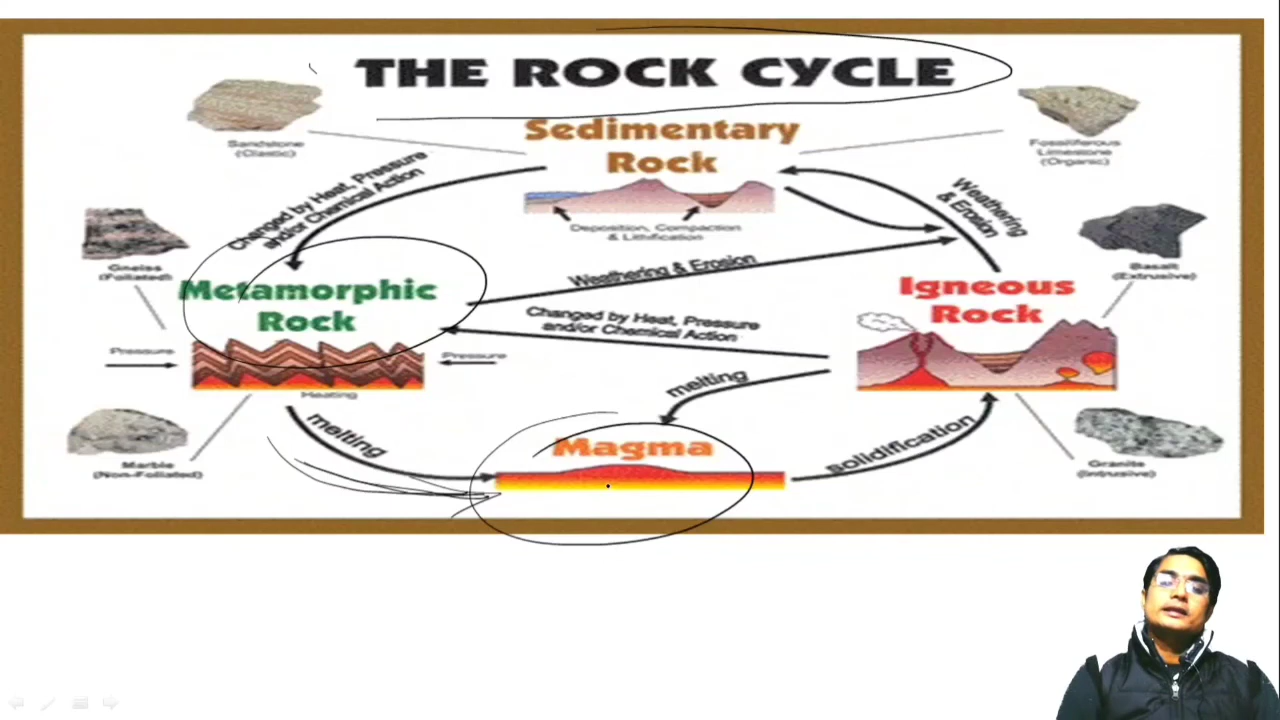 THE ROCK CYCLE
Sedimentary
Rock
Sandstone
(Clastic)
Fossiliferous
Limestone
(Organic)
Changed by Heat, Pressure
and/or Chemical Action
Weathering
& Erosion
Deposition, Compaction
& Lithification
Gneiss
(Foliated)
Basalt
(Extrusive)
Metamorphic
Rock
Weathering & Erosion
Igneous
Rock
Changed by Heat, Pressure
and/or Chemical Action
Pressure
Pressure
Heating
melting
melting
Magma
solidification
Marble
(Non-Foliated)
Granite
(Intrusive)